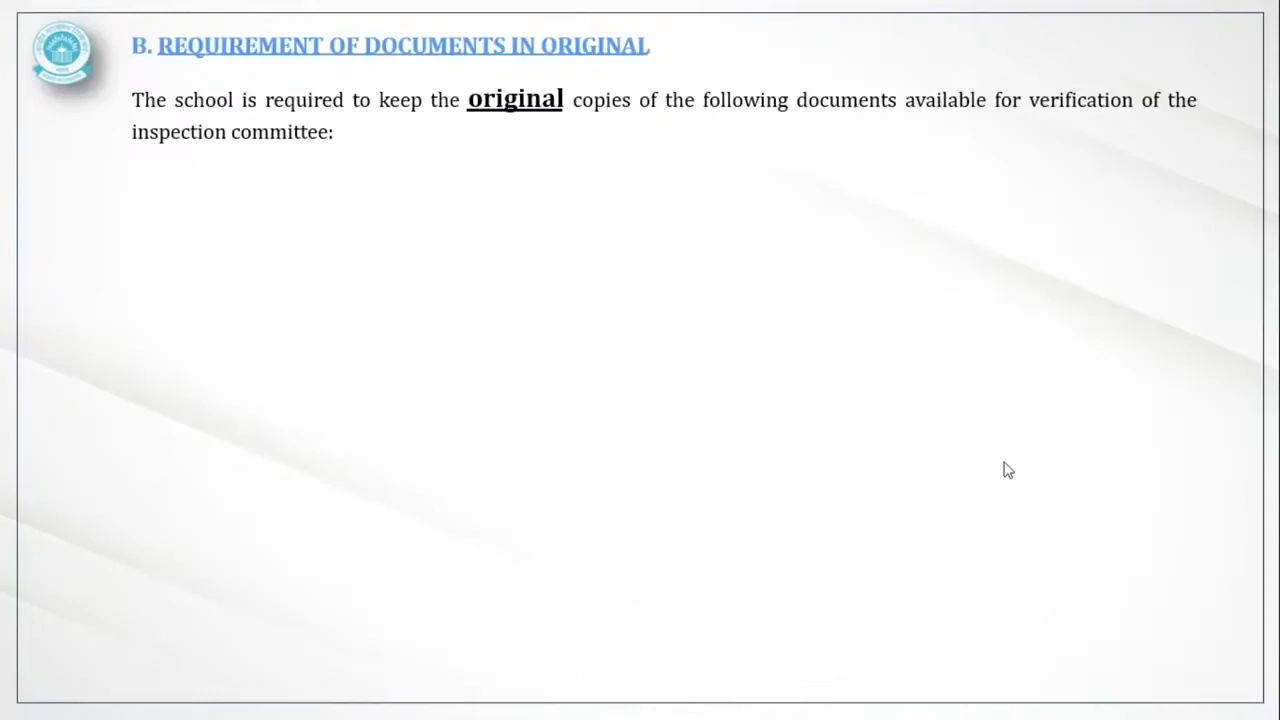 B. REQUIREMENT OF DOCUMENTS IN ORIGINAL
The school is required to keep the original copies of the following documents available for verification of the
inspection committee: